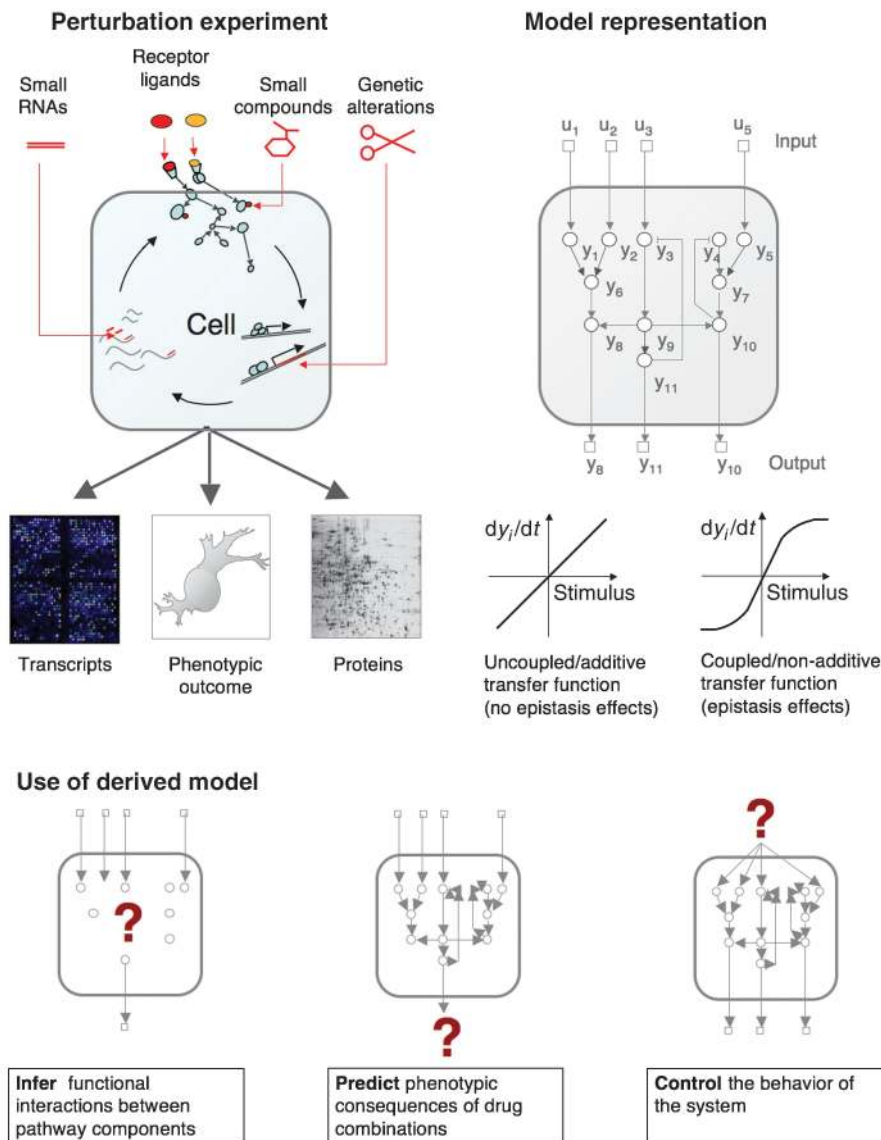 Perturbation experiment
Small
RNAs
Receptor
ligands
Small
compounds
Genetic
alterations
Cell
Transcripts
Phenotypic
outcome
Proteins
Model representation
u₁ u₂ u₃ u₅ Input
y₁ y₂ y₃ y₄ y₅
y₆ y₇
y₈ y₉ y₁₀
y₁₁
y₈ y₁₁ y₁₀ Output
dyᵢ/dt
Stimulus
Uncoupled/additive
transfer function
(no epistasis effects)
dyᵢ/dt
Stimulus
Coupled/non-additive
transfer function
(epistasis effects)
Use of derived model
?
Infer functional
interactions between
pathway components
?
Predict phenotypic
consequences of drug
combinations
?
Control the behavior of
the system